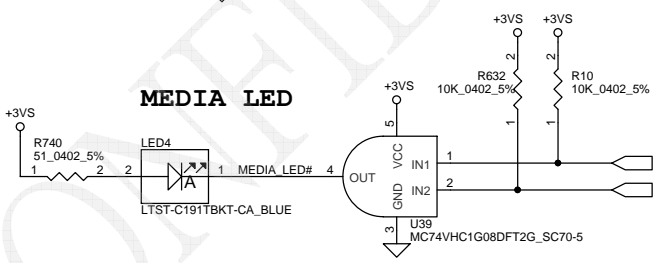 +3VS
+3VS
R632
10K_0402_5%
R10
10K_0402_5%
2
2
1
1
MEDIA LED
+3VS
+3VS
R740
51_0402_5%
1
2
LED4
2
A
1
LTST-C191TBKT-CA_BLUE
MEDIA_LED#
4
OUT
5
VCC
GND
3
IN1
1
IN2
2
U39
MC74VHC1G08DFT2G_SC70-5